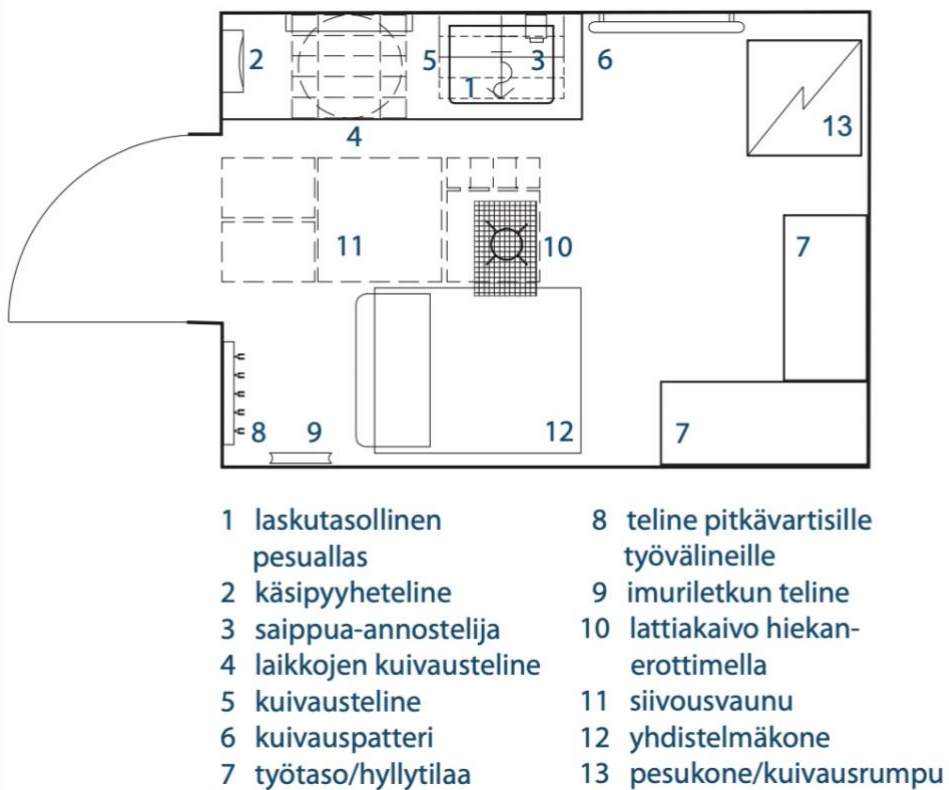 2
5
3
6
1
13
4
11
10
7
8
9
12
7
1 laskutasollinen
pesuallas
2 käsipyyheteline
3 saippua-annostelija
4 laikkojen kuivausteline
5 kuivausteline
6 kuivauspatteri
7 työtaso/hyllytilaa
8 teline pitkävartisille
työvälineille
9 imuriletkun teline
10 lattiakaivo hiekan-
erottimella
11 siivousvaunu
12 yhdistelmäkone
13 pesukone/kuivausrumpu